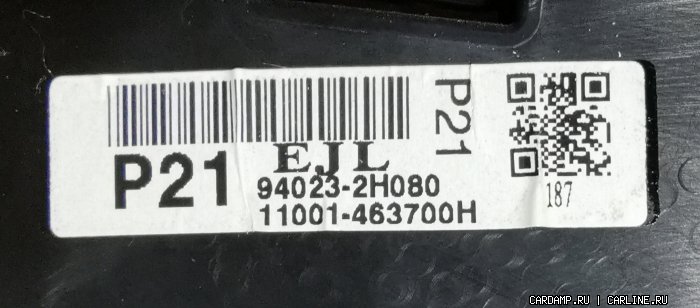 EJL
P21
P21
94023-2H080
11001-463700H
187
CARDAMP.RU | CARLINE.RU